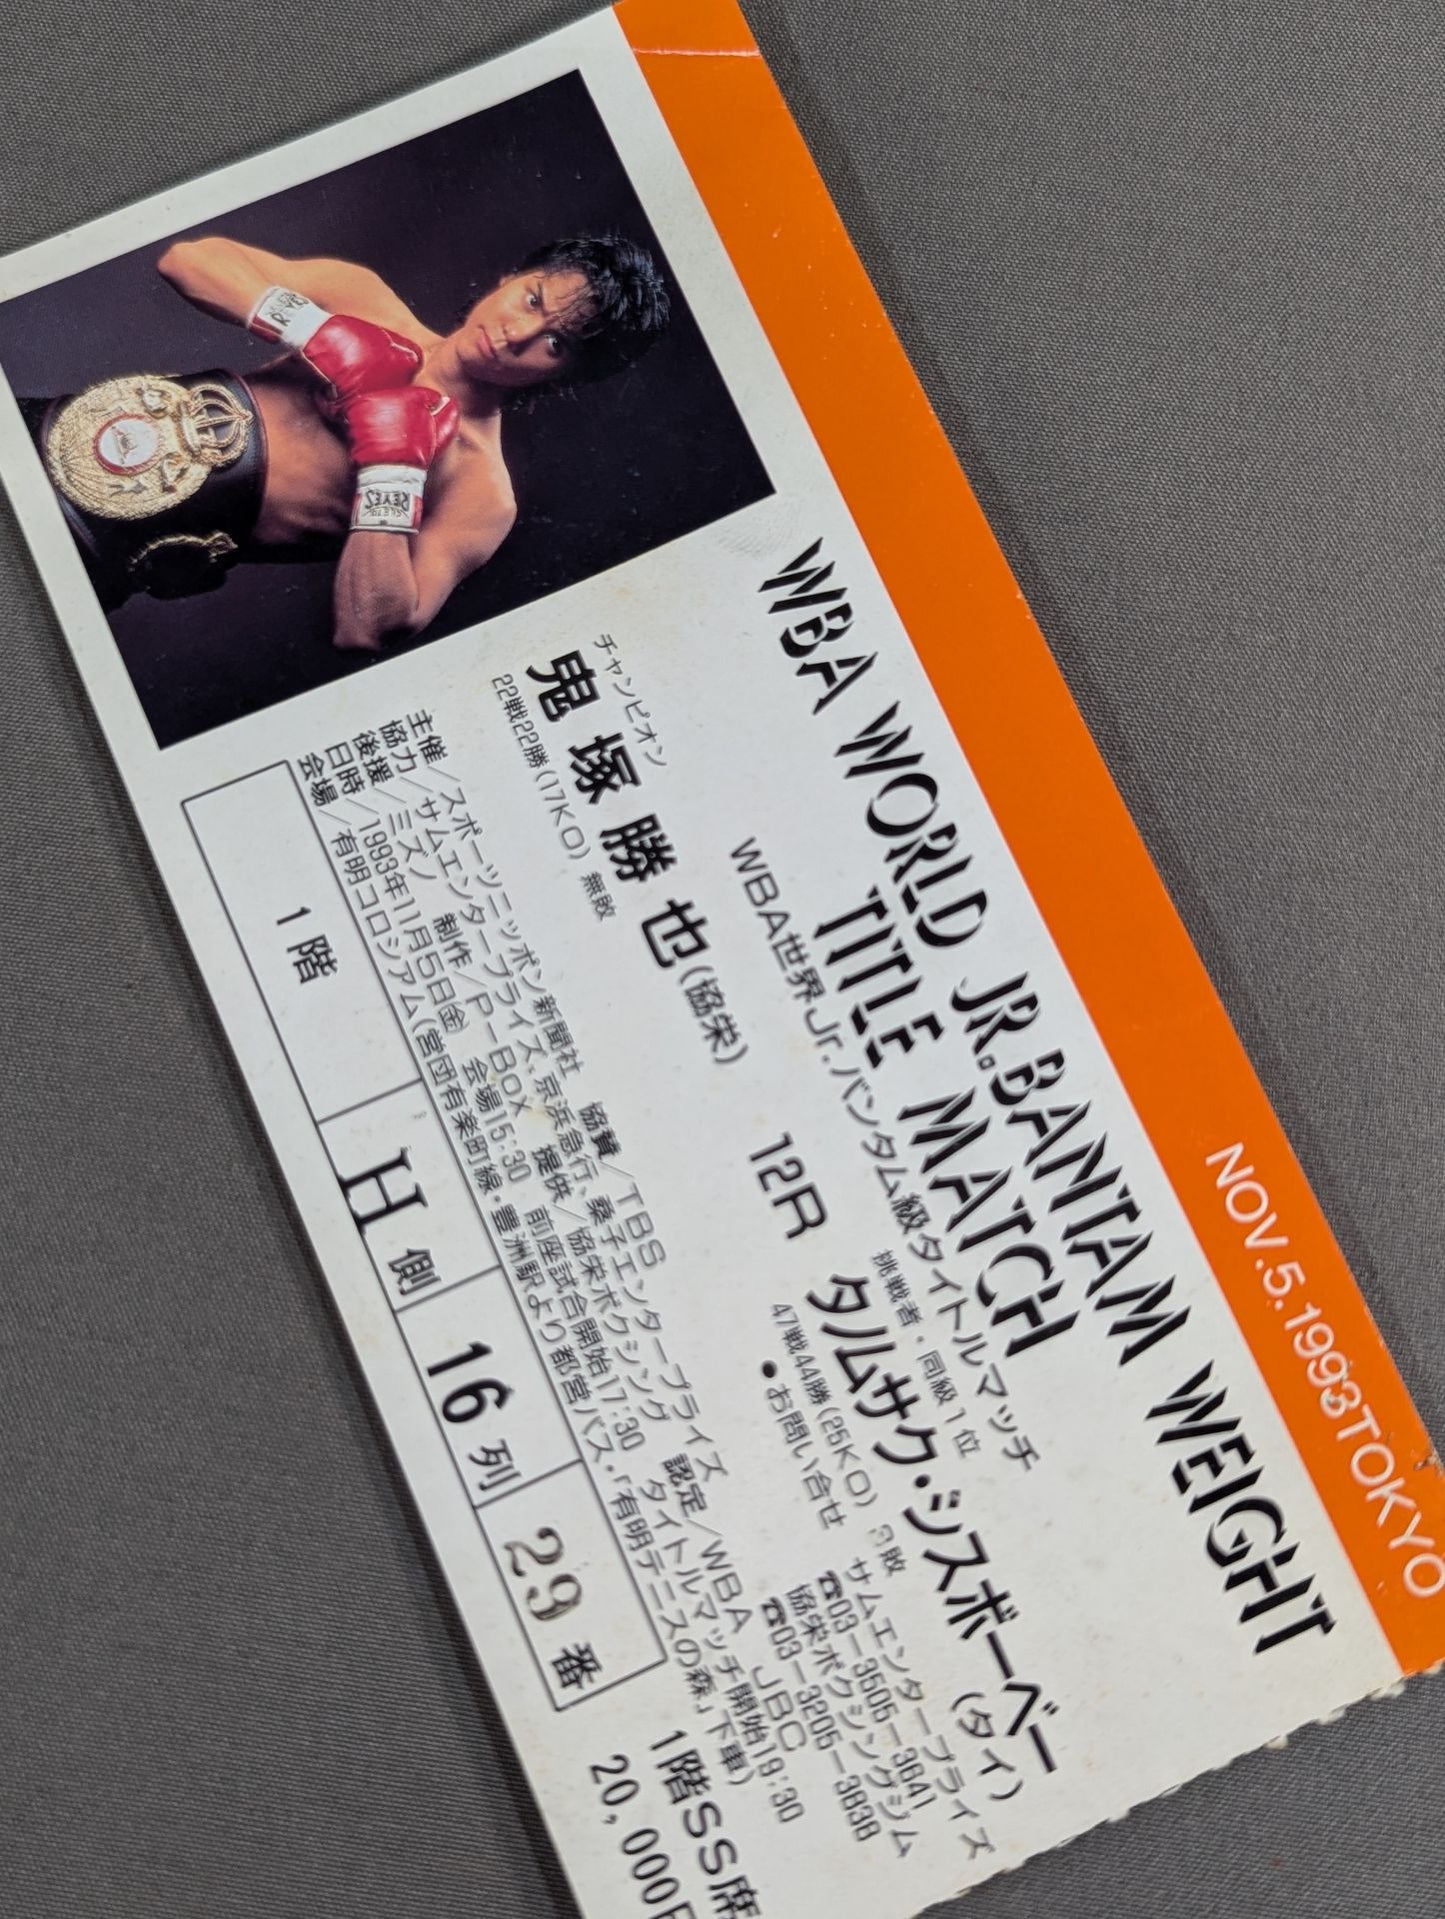 NOV.5.1993 TOKYO
WBA WORLD JR.BANTAM WEIGHT
TITLE MATCH
WBA世界Jr.バンタム級タイトルマッチ
チャンピオン
鬼塚勝也(協栄)
22戦22勝(17KO)無敗
12R
挑戦者・同級1位
タノムサク・シスボーベー
(タイ)
47戦44勝(25KO)3敗
●お問い合せ サムエンタープライズ
☎03-3505-3841
協栄ボクシングジム
☎03-3205-3838
主催/スポーツニッポン新聞社 協賛/TBS
協力/サムエンタープライズ、京浜急行、桑子エンタープライズ
後援/ミズノ 制作/P-BOX 提供/協栄ボクシング 認定/WBA JBC
日時/1993年11月5日(金) 会場15:30 前座試合開始17:30 タイトルマッチ開始19:30
会場/有明コロシアム(営団有楽町線・豊洲駅より都営バス・「有明テニスの森」下車)
1階 H側 16列 29番
1階SS席
20,000
REYES
REYES